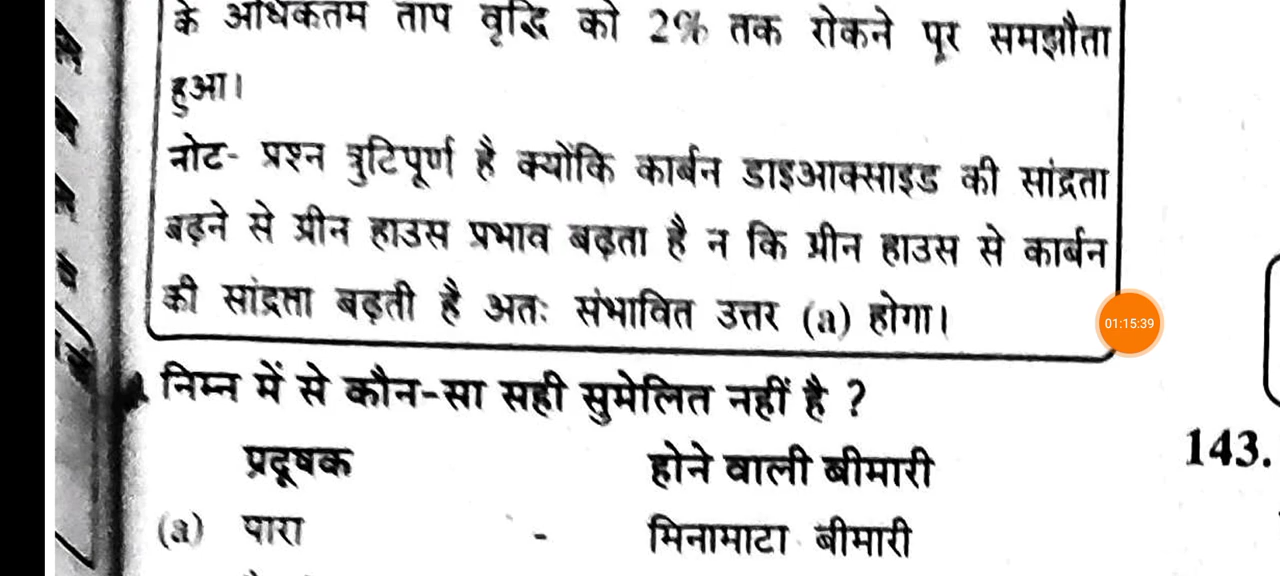 के अधिकतम ताप वृद्धि को 2% तक रोकने पूर समझौता
हुआ।
नोट- प्रश्न त्रुटिपूर्ण है क्योंकि कार्बन डाइआक्साइड की सांद्रता
बढ़ने से ग्रीन हाउस प्रभाव बढ़ता है न कि ग्रीन हाउस से कार्बन
की सांद्रता बढ़ती है अतः संभावित उत्तर (a) होगा।
01:15:39
निम्न में से कौन-सा सही सुमेलित नहीं है ?
प्रदूषक होने वाली बीमारी
143.
(a) पारा - मिनामाटा बीमारी